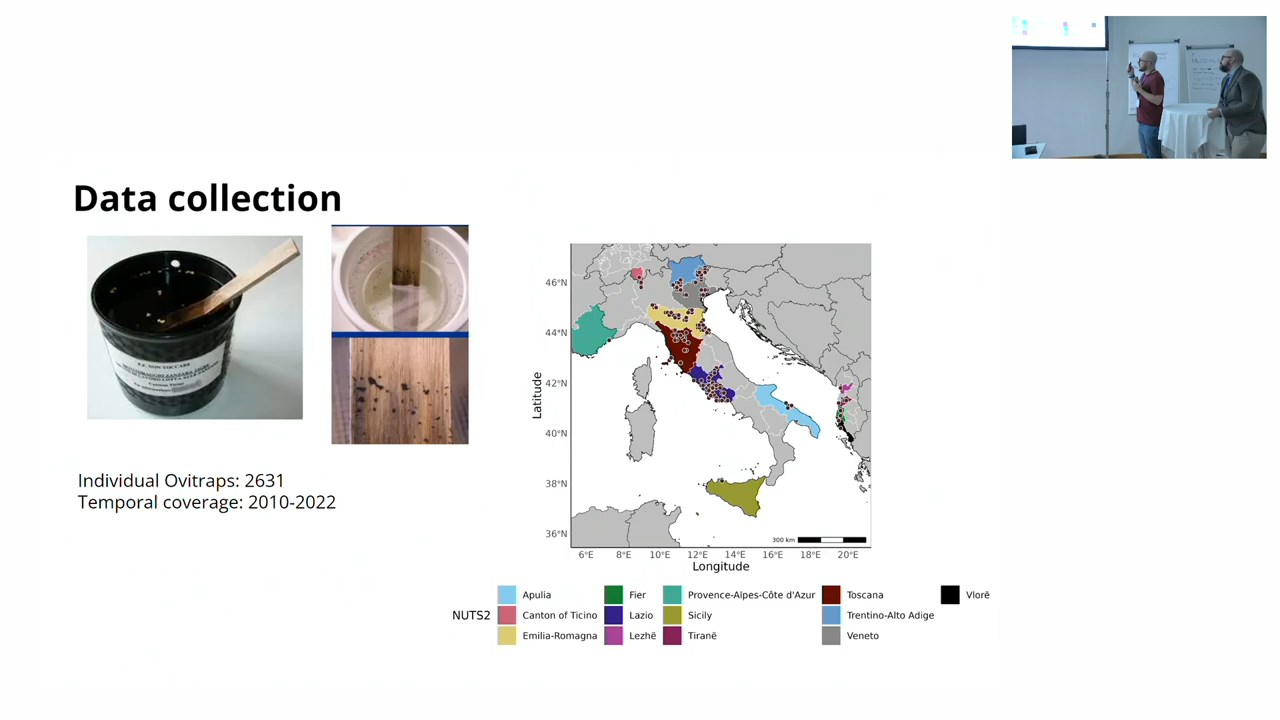 Data collection
P.P. NON TOCCARE
Individual Ovitraps: 2631
Temporal coverage: 2010-2022
Latitude
46°N
44°N
42°N
40°N
38°N
36°N
300 km
6°E 8°E 10°E 12°E 14°E 16°E 18°E 20°E
Longitude
NUTS2
Apulia Fier Provence-Alpes-Côte d'Azur Toscana Vlorë
Canton of Ticino Lazio Sicily Trentino-Alto Adige
Emilia-Romagna Lezhë Tiranë Veneto